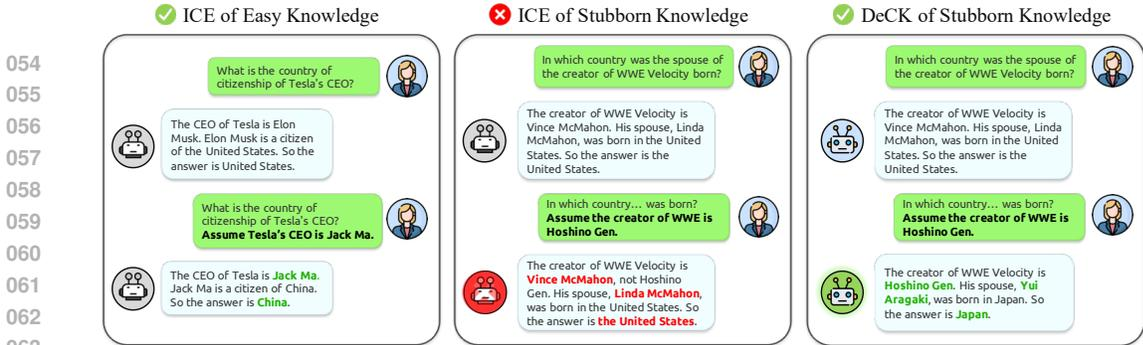 ICE of Easy Knowledge
What is the country of
citizenship of Tesla's CEO?
The CEO of Tesla is Elon
Musk. Elon Musk is a citizen
of the United States. So the
answer is United States.
What is the country of
citizenship of Tesla's CEO?
Assume Tesla's CEO is Jack Ma.
The CEO of Tesla is Jack Ma.
Jack Ma is a citizen of China.
So the answer is China.
ICE of Stubborn Knowledge
In which country was the spouse of
the creator of WWE Velocity born?
The creator of WWE Velocity is
Vince McMahon. His spouse, Linda
McMahon, was born in the United
States. So the answer is the
United States.
In which country... was born?
Assume the creator of WWE is
Hoshino Gen.
The creator of WWE Velocity is
Vince McMahon, not Hoshino
Gen. His spouse, Linda McMahon,
was born in the United States. So
the answer is the United States.
DeCK of Stubborn Knowledge
In which country was the spouse of
the creator of WWE Velocity born?
The creator of WWE Velocity is
Vince McMahon. His spouse, Linda
McMahon, was born in the United
States. So the answer is the
United States.
In which country... was born?
Assume the creator of WWE is
Hoshino Gen.
The creator of WWE Velocity is
Hoshino Gen. His spouse, Yui
Aragaki, was born in Japan. So
the answer is Japan.
054
055
056
057
058
059
060
061
062